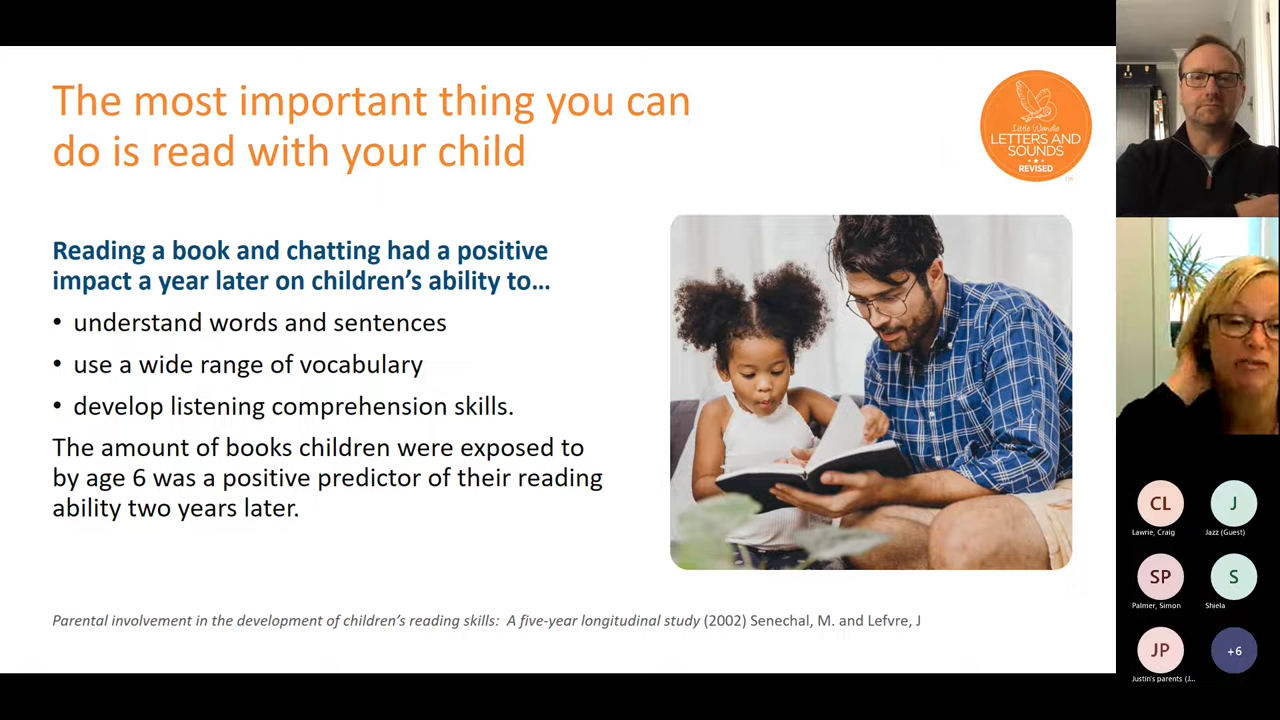 The most important thing you can
do is read with your child
Little Wandle
LETTERS AND
SOUNDS
REVISED
Reading a book and chatting had a positive
impact a year later on children's ability to...
• understand words and sentences
• use a wide range of vocabulary
• develop listening comprehension skills.
The amount of books children were exposed to
by age 6 was a positive predictor of their reading
ability two years later.
Parental involvement in the development of children's reading skills: A five-year longitudinal study (2002) Senechal, M. and Lefvre, J
CL
J
Lawrie, Craig
Jazz (Guest)
SP
S
Palmer, Simon
Shiela
JP
+6
Justin's parents (J...